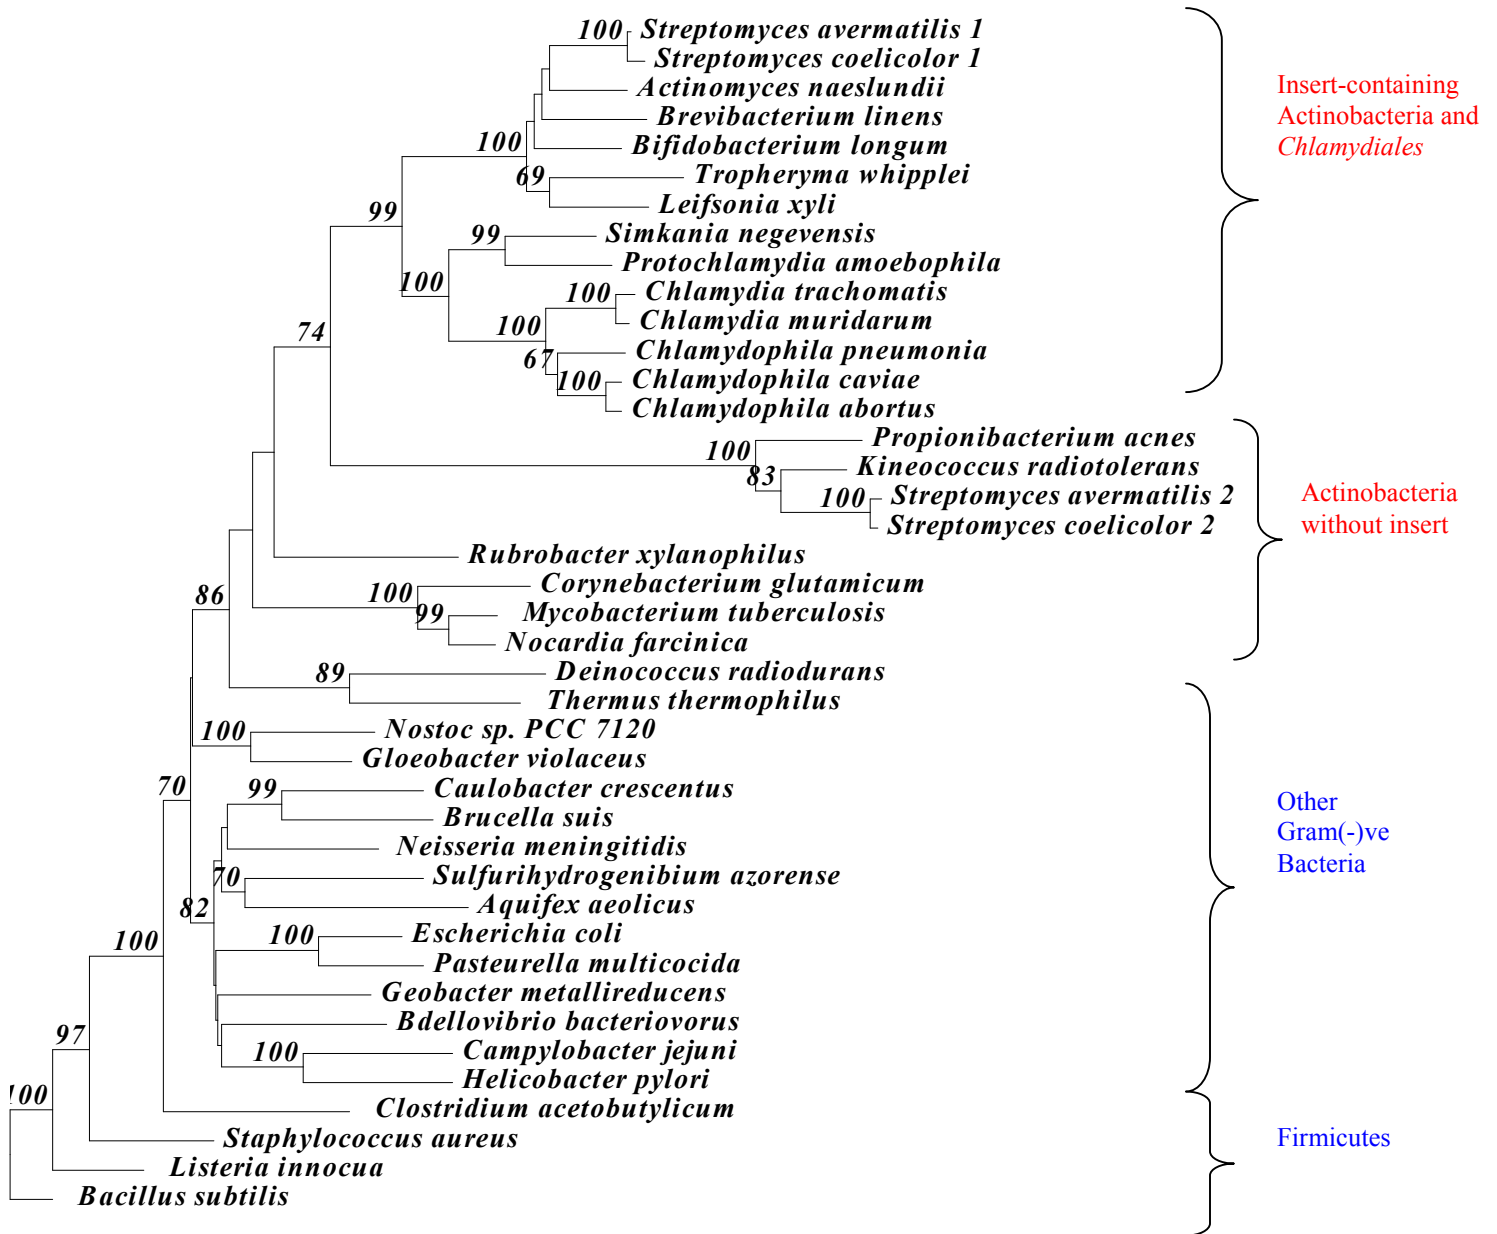 100 Streptomyces avermatilis 1
Streptomyces coelicolor 1
Actinomyces naeslundii
Brevibacterium linens
100 Bifidobacterium longum
69 Tropheryma whipplei
Leifsonia xyli
99
99 Simkania negevensis
Protochlamydia amoebophila
100
100 Chlamydia trachomatis
Chlamydia muridarum
100
74
67 Chlamydophila pneumonia
100 Chlamydophila caviae
Chlamydophila abortus
Insert-containing
Actinobacteria and
Chlamydiales
100 Propionibacterium acnes
83 Kineococcus radiotolerans
100 Streptomyces avermatilis 2
Streptomyces coelicolor 2
Rubrobacter xylanophilus
86
100 Corynebacterium glutamicum
99 Mycobacterium tuberculosis
Nocardia farcinica
Actinobacteria
without insert
89 Deinococcus radiodurans
Thermus thermophilus
100 Nostoc sp. PCC 7120
Gloeobacter violaceus
70
99 Caulobacter crescentus
Brucella suis
Neisseria meningitidis
70 Sulfurihydrogenibium azorense
Aquifex aeolicus
82
100
100 Escherichia coli
Pasteurella multicocida
Geobacter metallireducens
Bdellovibrio bacteriovorus
97
100 Campylobacter jejuni
Helicobacter pylori
Other
Gram(-)ve
Bacteria
100
Clostridium acetobutylicum
Staphylococcus aureus
Listeria innocua
Bacillus subtilis
Firmicutes